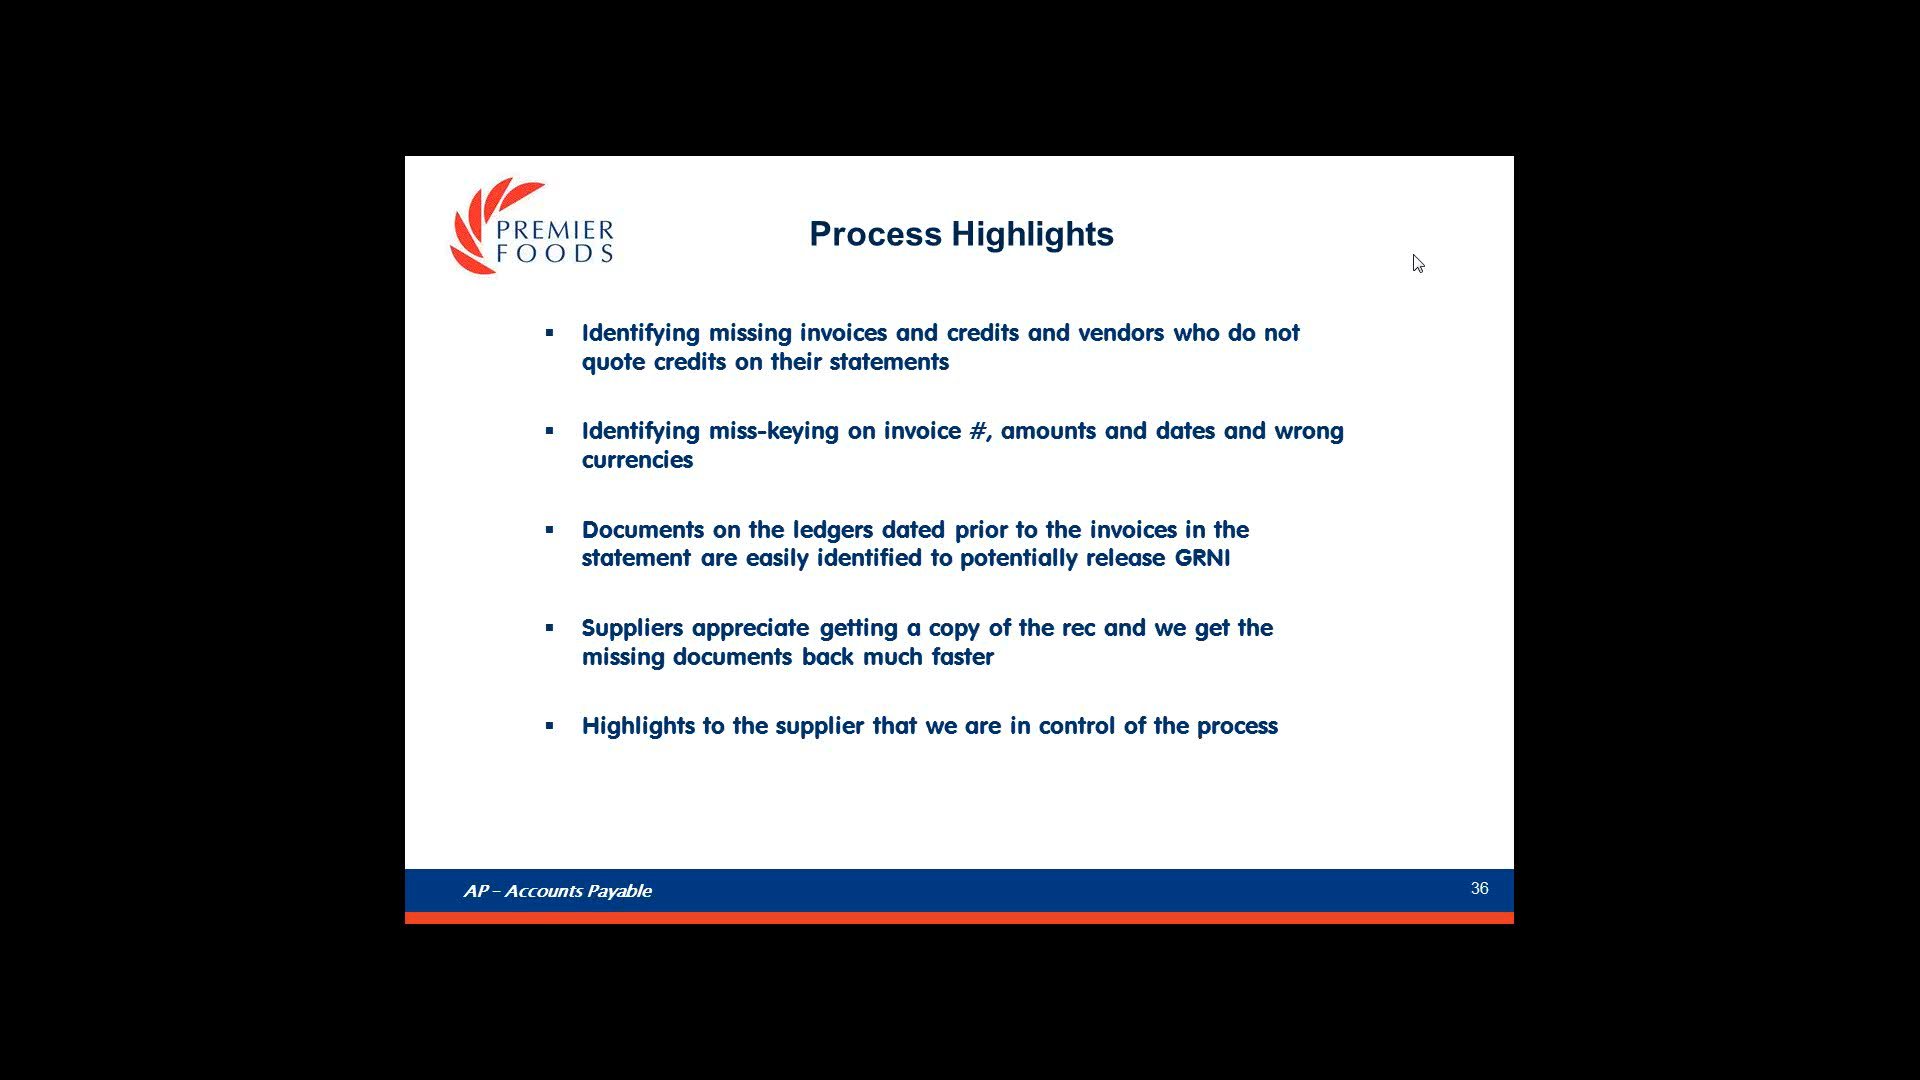 PREMIER
FOODS
Process Highlights
▪ Identifying missing invoices and credits and vendors who do not
quote credits on their statements
▪ Identifying miss-keying on invoice #, amounts and dates and wrong
currencies
▪ Documents on the ledgers dated prior to the invoices in the
statement are easily identified to potentially release GRNI
▪ Suppliers appreciate getting a copy of the rec and we get the
missing documents back much faster
▪ Highlights to the supplier that we are in control of the process
AP – Accounts Payable
36